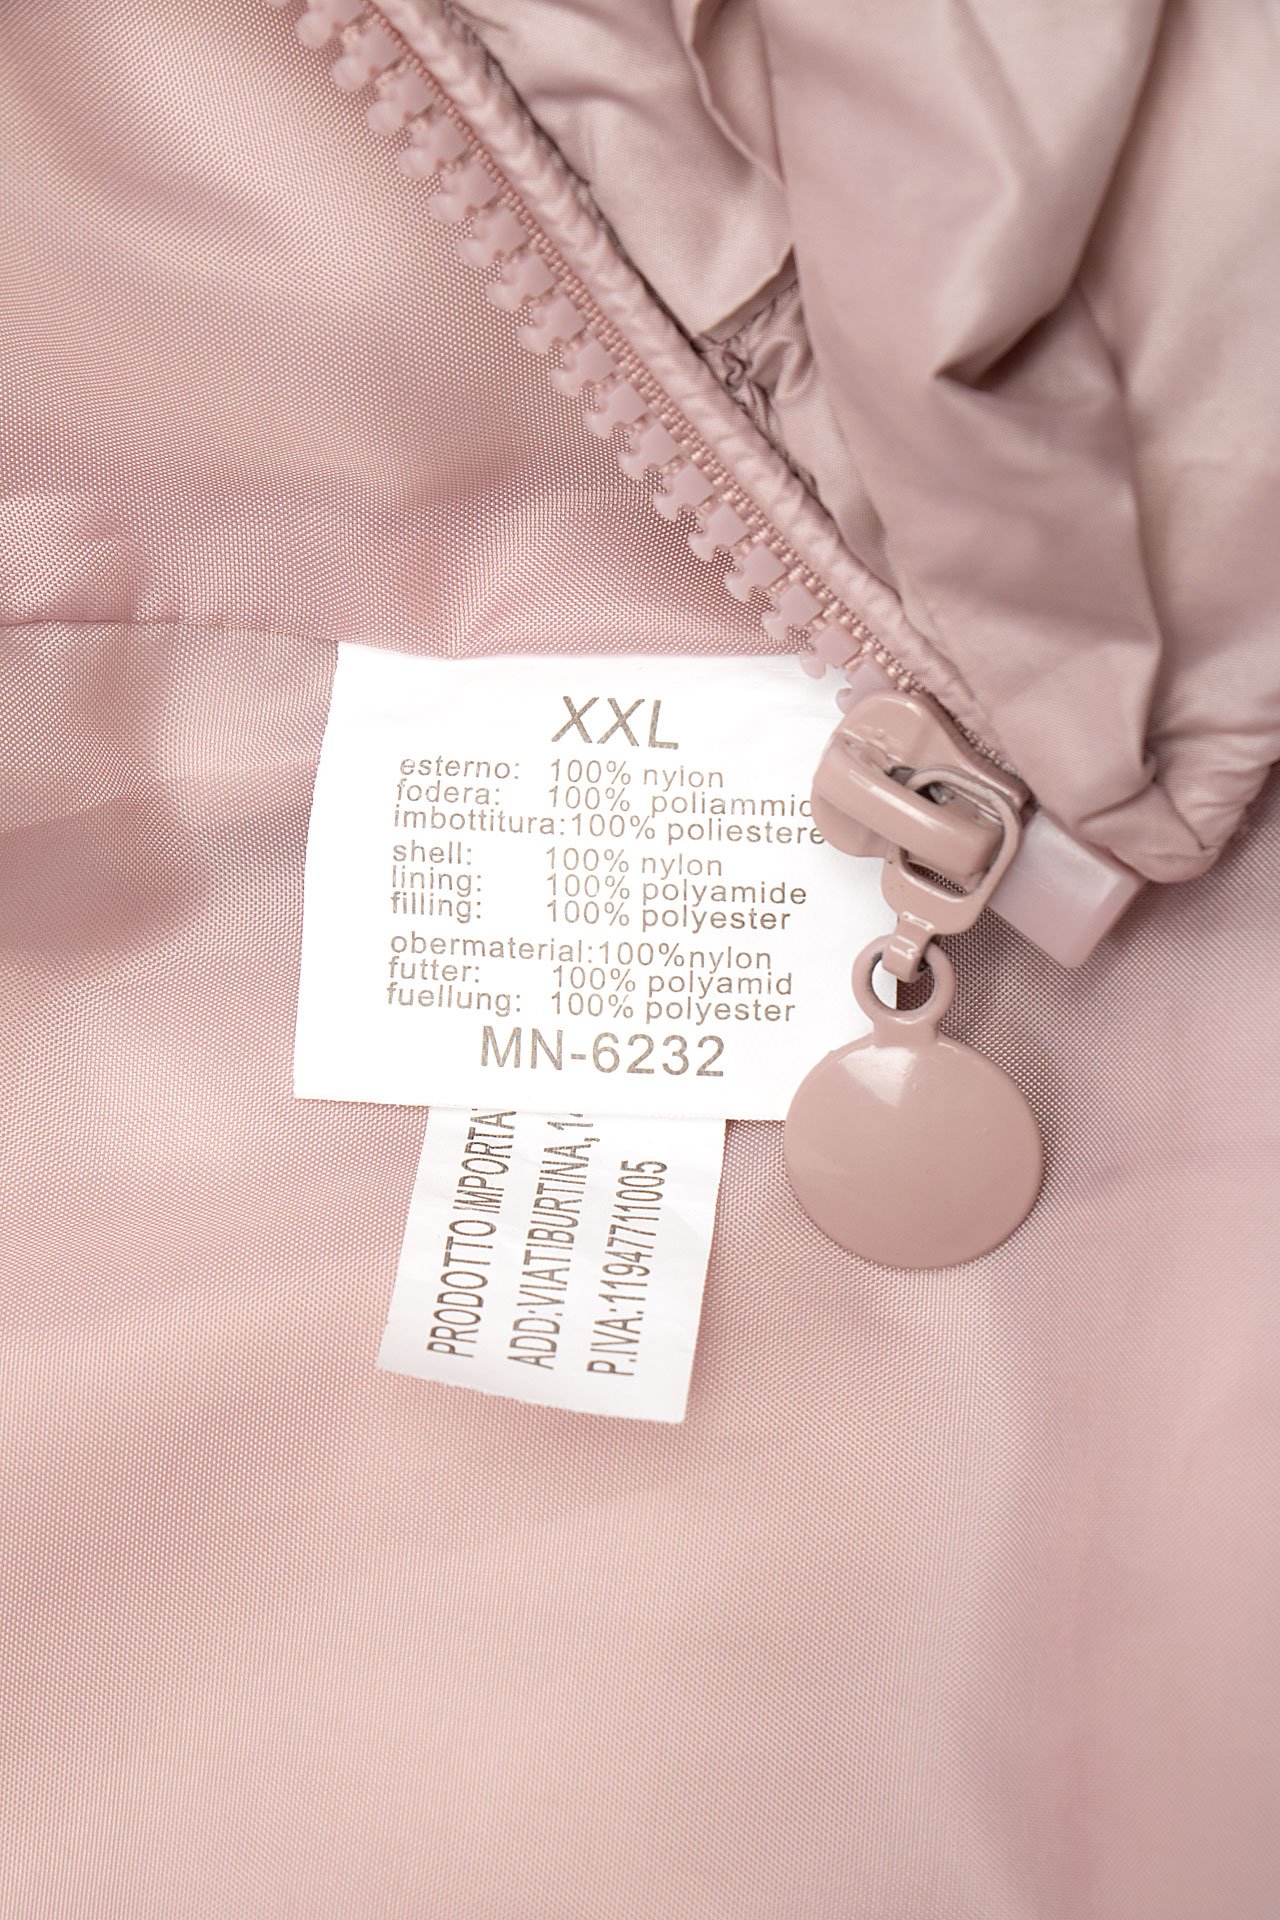 XXL
esterno: 100% nylon
fodera: 100% poliammic
imbottitura:100% poliestere
shell: 100% nylon
lining: 100% polyamide
filling: 100% polyester
obermaterial:100%nylon
futter: 100% polyamid
fuellung: 100% polyester
MN-6232
PRODOTTO IMPORTA
ADD:VIATIBURTINA,1
P.IVA:11947711005